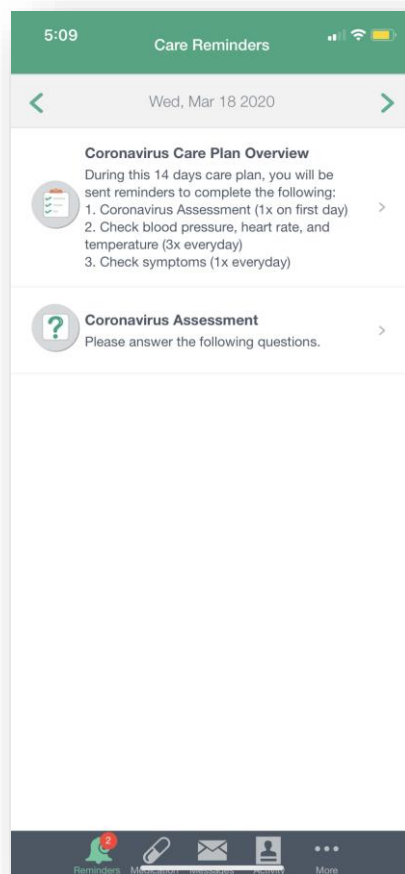 5:09
Care Reminders
Wed, Mar 18 2020
Coronavirus Care Plan Overview
During this 14 days care plan, you will be
sent reminders to complete the following:
1. Coronavirus Assessment (1x on first day)
2. Check blood pressure, heart rate, and
temperature (3x everyday)
3. Check symptoms (1x everyday)
?
Coronavirus Assessment
Please answer the following questions.
2
Reminders Medication Messages Activity More